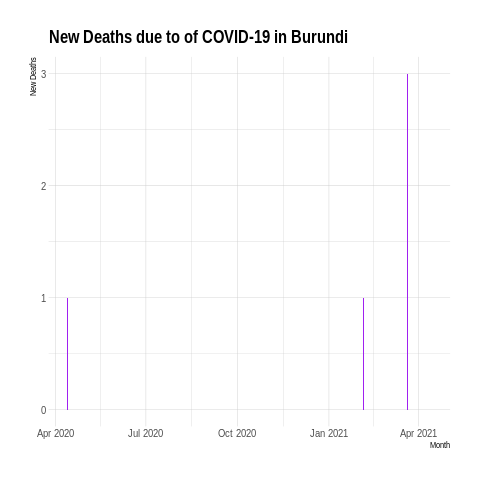 New Deaths due to of COVID-19 in Burundi
New Deaths
3
2
1
0
Apr 2020 Jul 2020 Oct 2020 Jan 2021 Apr 2021
Month